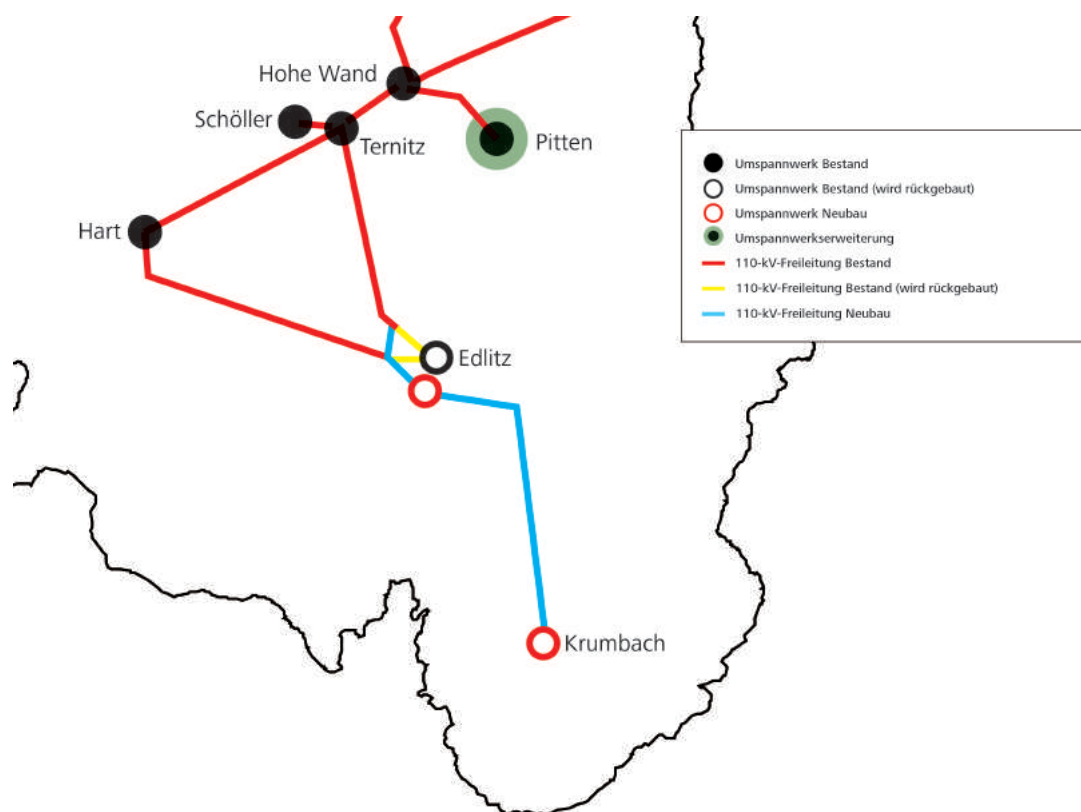 Hohe Wand
Schöller
Ternitz
Pitten
Hart
Edlitz
Krumbach
Umspannwerk Bestand
Umspannwerk Bestand (wird rückgebaut)
Umspannwerk Neubau
Umspannwerkserweiterung
110-kV-Freileitung Bestand
110-kV-Freileitung Bestand (wird rückgebaut)
110-kV-Freileitung Neubau